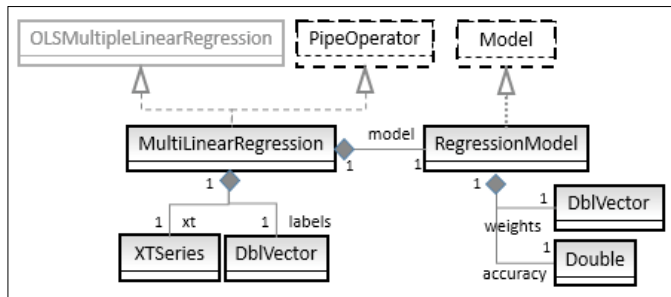 OLSMultipleLinearRegression
PipeOperator
Model
MultiLinearRegression
model
1
1
RegressionModel
1
1
1 xt
1 labels
1
DblVector
weights
XTSeries
DblVector
1
Double
accuracy